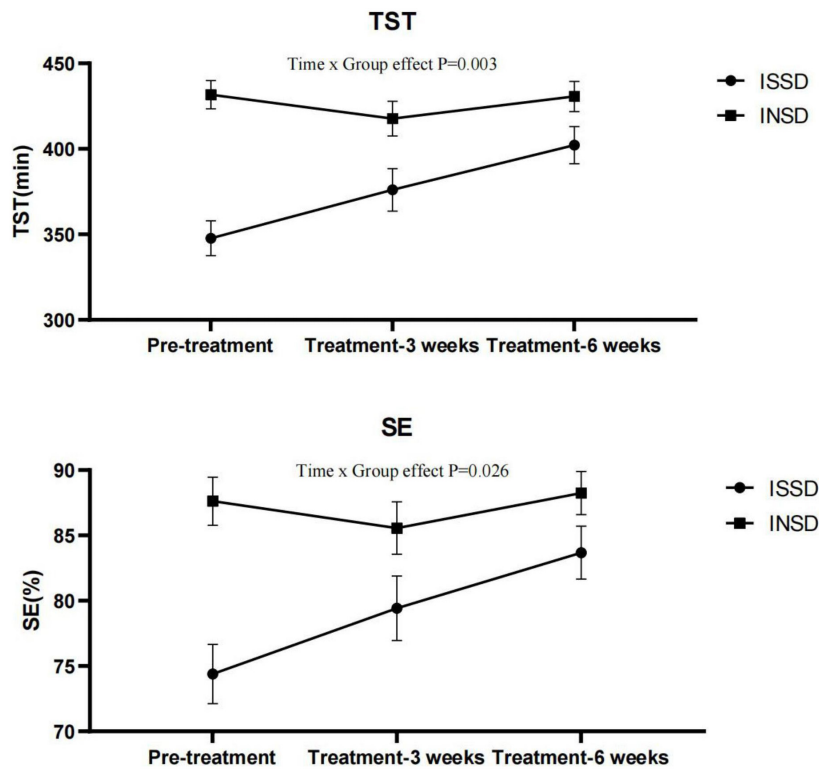 TST
Time x Group effect P=0.003
ISSD
INSD
TST(min)
450
400
350
300
Pre-treatment Treatment-3 weeks Treatment-6 weeks
SE
Time x Group effect P=0.026
ISSD
INSD
SE(%)
90
85
80
75
70
Pre-treatment Treatment-3 weeks Treatment-6 weeks